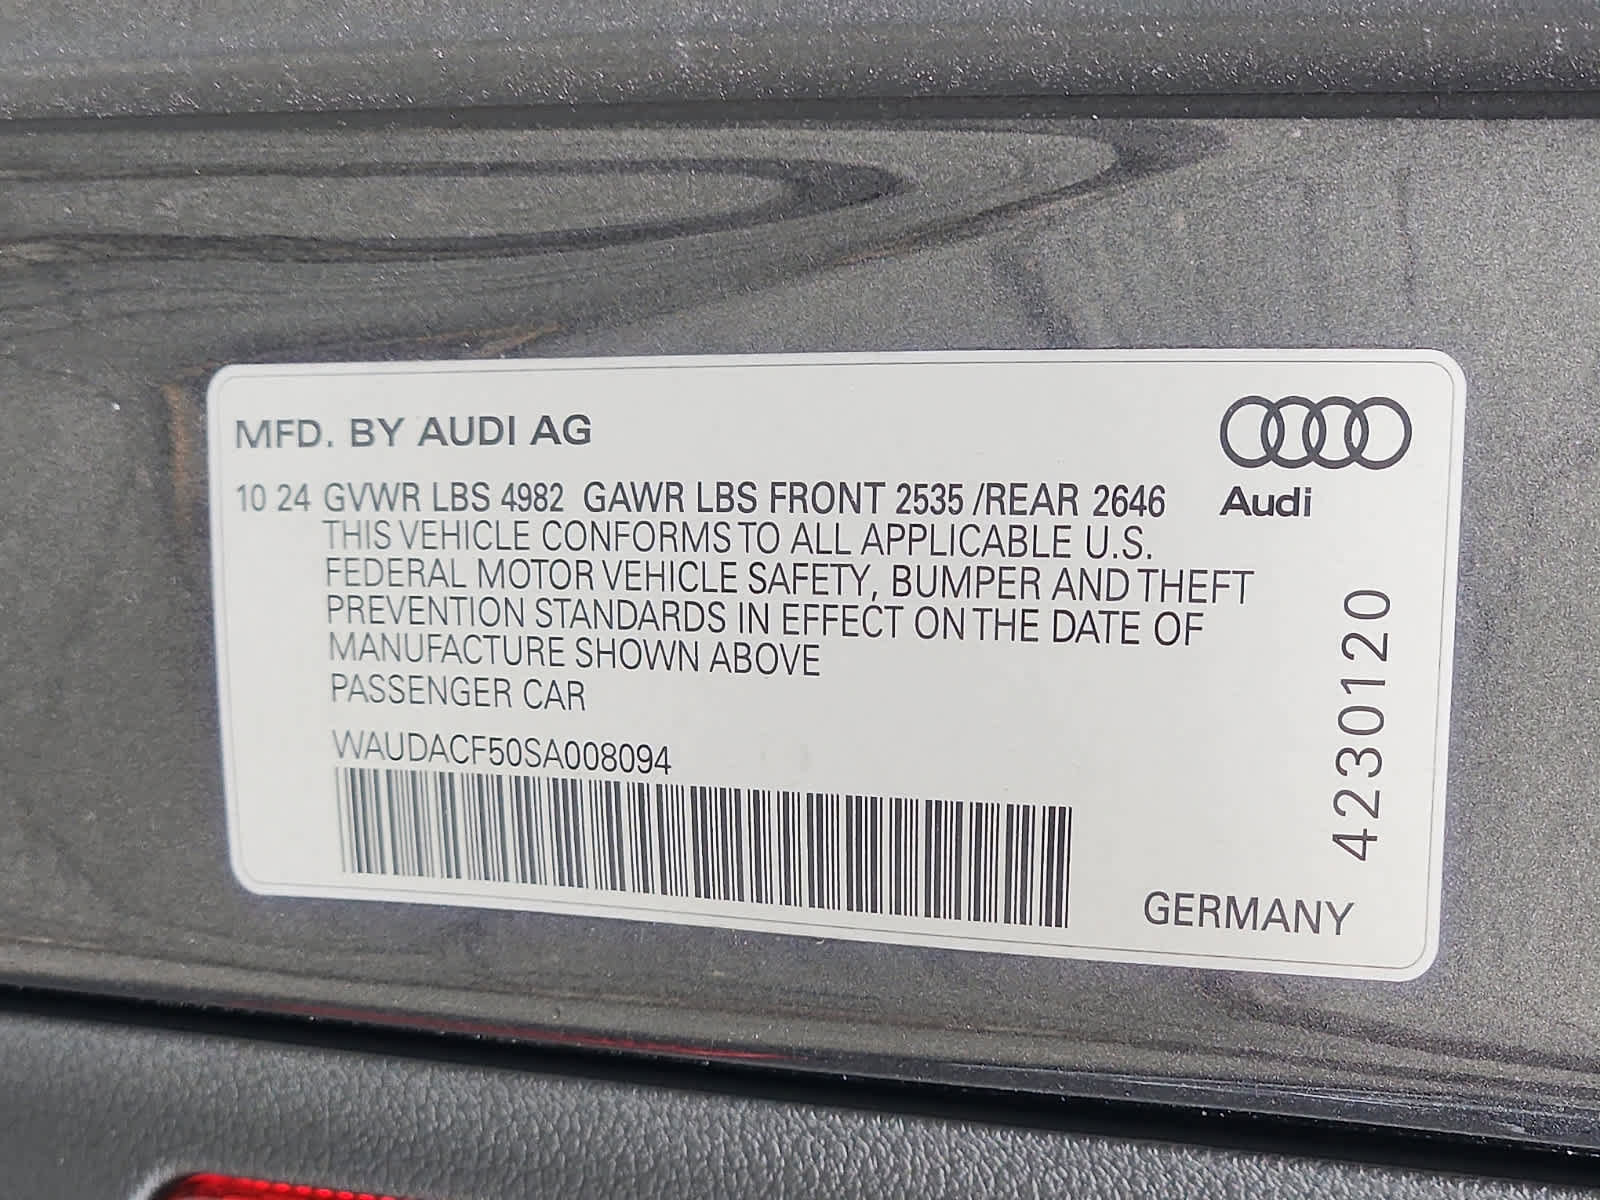 MFD. BY AUDI AG
10 24 GVWR LBS 4982 GAWR LBS FRONT 2535 /REAR 2646
THIS VEHICLE CONFORMS TO ALL APPLICABLE U.S.
FEDERAL MOTOR VEHICLE SAFETY, BUMPER AND THEFT
PREVENTION STANDARDS IN EFFECT ON THE DATE OF
MANUFACTURE SHOWN ABOVE
PASSENGER CAR
WAUDACF50SA008094
Audi
4230120
GERMANY